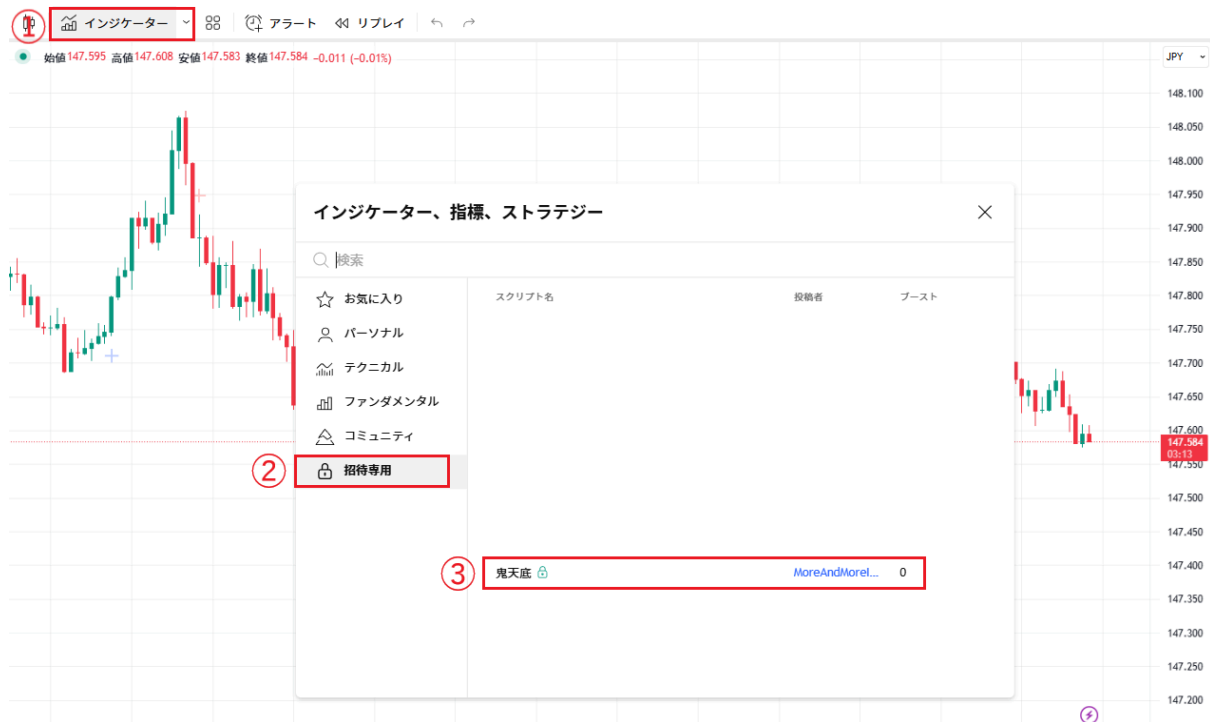 ① インジケーター アラート リプレイ
始値147.595 高値147.608 安値147.583 終値147.584 -0.011 (-0.01%)
JPY
148.100
148.050
148.000
147.950
147.900
147.850
147.800
147.750
147.700
147.650
147.600
147.584
03:13
147.550
147.500
147.450
147.400
147.350
147.300
147.250
147.200
インジケーター、指標、ストラテジー
検索
お気に入り
パーソナル
テクニカル
ファンダメンタル
コミュニティ
② 招待専用
スクリプト名 投稿者 ブースト
③ 鬼天底 MoreAndMoreI... 0